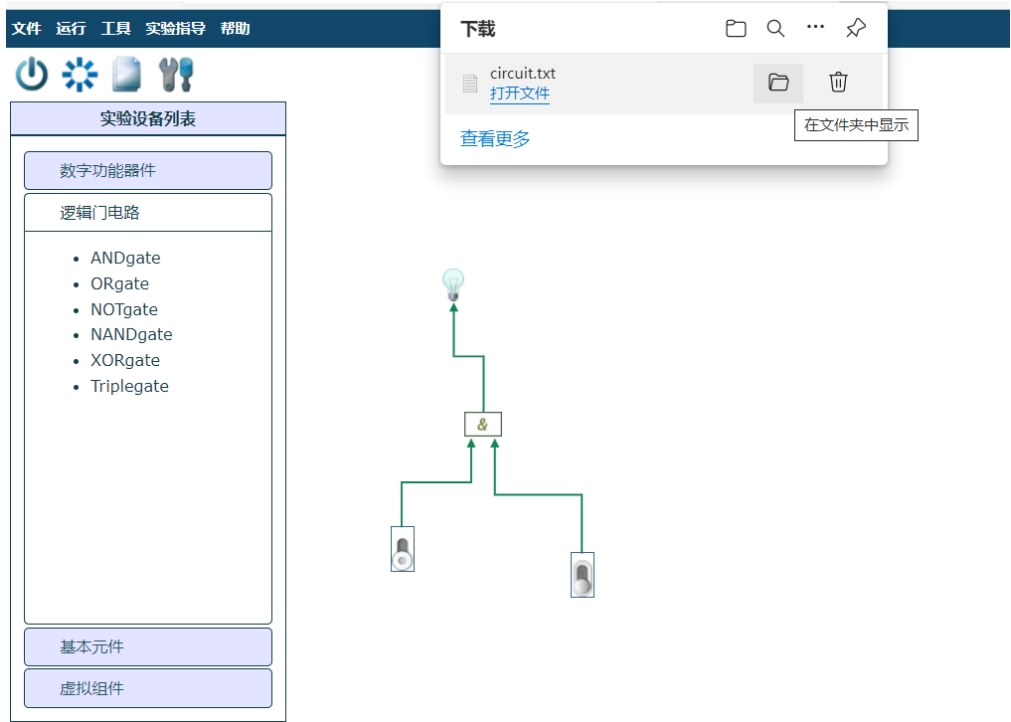 文件 运行 工具 实验指导 帮助
下载
circuit.txt
打开文件
在文件夹中显示
查看更多
实验设备列表
数字功能器件
逻辑门电路
ANDgate
ORgate
NOTgate
NANDgate
XORgate
Triplegate
&
基本元件
虚拟组件